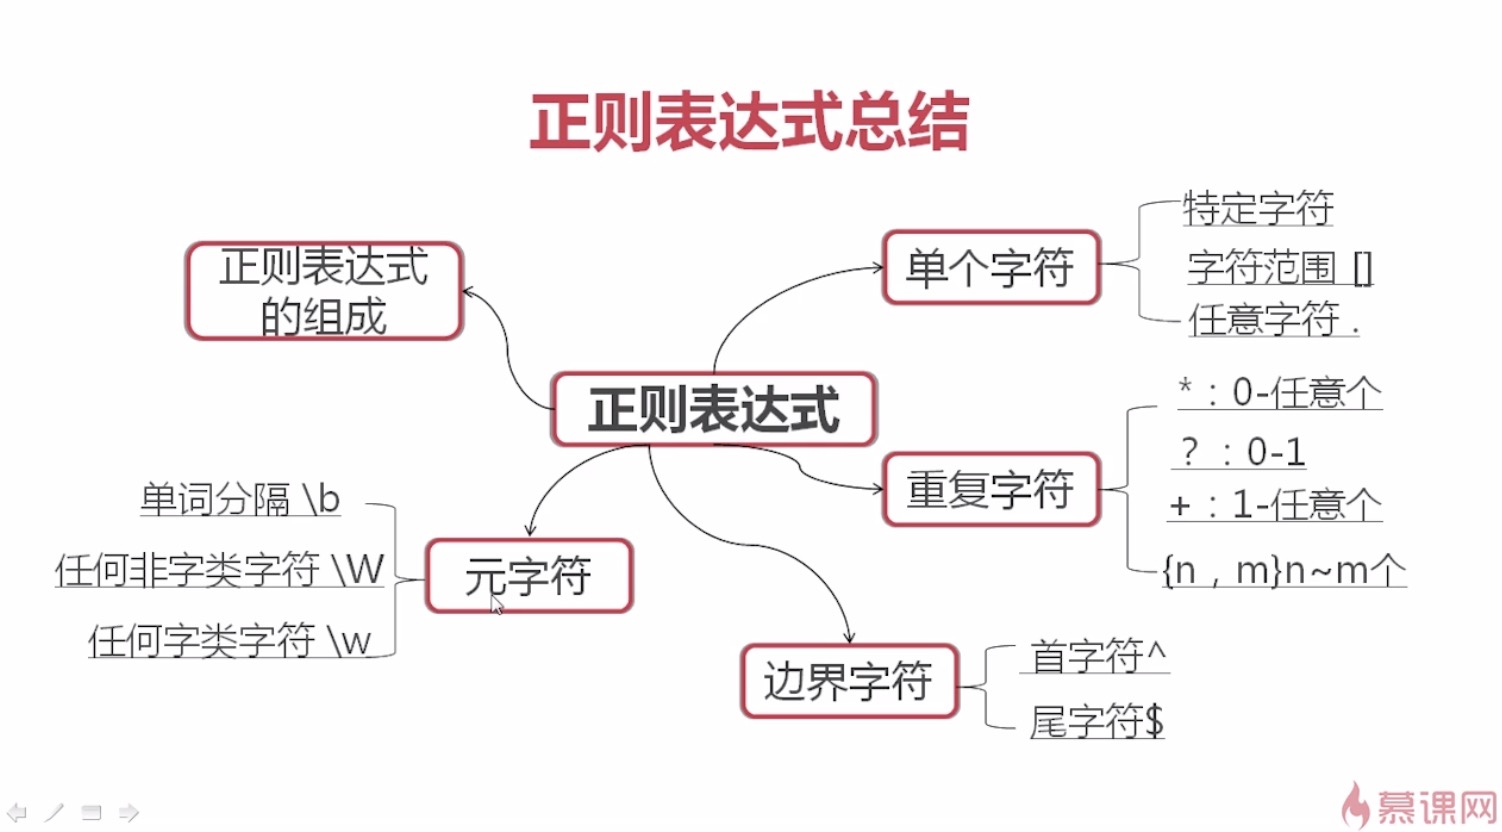 正则表达式总结
正则表达式
的组成
单个字符
特定字符
字符范围 []
任意字符 .
正则表达式
重复字符
* : 0-任意个
? : 0-1
+ : 1-任意个
{n , m}n~m个
元字符
单词分隔 \b
任何非字类字符 \W
任何字类字符 \w
边界字符
首字符^
尾字符$
慕课网